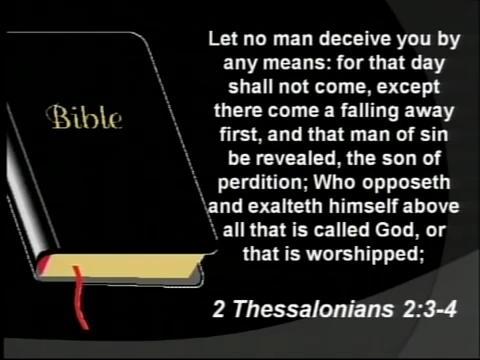 Bible
Let no man deceive you by
any means: for that day
shall not come, except
there come a falling away
first, and that man of sin
be revealed, the son of
perdition; Who opposeth
and exalteth himself above
all that is called God, or
that is worshipped;
2 Thessalonians 2:3-4